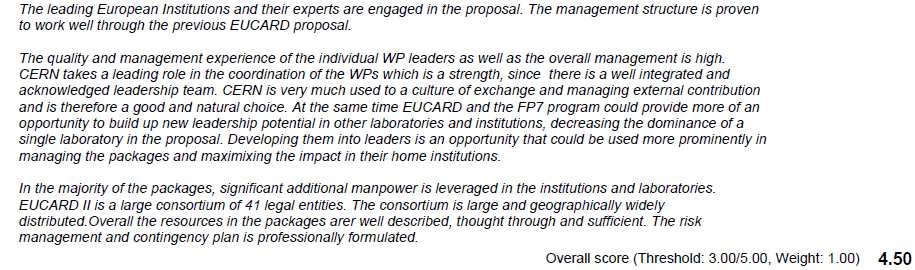 The leading European Institutions and their experts are engaged in the proposal. The management structure is proven
to work well through the previous EUCARD proposal.
The quality and management experience of the individual WP leaders as well as the overall management is high.
CERN takes a leading role in the coordination of the WPs which is a strength, since there is a well integrated and
acknowledged leadership team. CERN is very much used to a culture of exchange and managing external contribution
and is therefore a good and natural choice. At the same time EUCARD and the FP7 program could provide more of an
opportunity to build up new leadership potential in other laboratories and institutions, decreasing the dominance of a
single laboratory in the proposal. Developing them into leaders is an opportunity that could be used more prominently in
managing the packages and maximixing the impact in their home institutions.
In the majority of the packages, significant additional manpower is leveraged in the institutions and laboratories.
EUCARD II is a large consortium of 41 legal entities. The consortium is large and geographically widely
distributed.Overall the resources in the packages arer well described, thought through and sufficient. The risk
management and contingency plan is professionally formulated.
Overall score (Threshold: 3.00/5.00, Weight: 1.00) 4.50